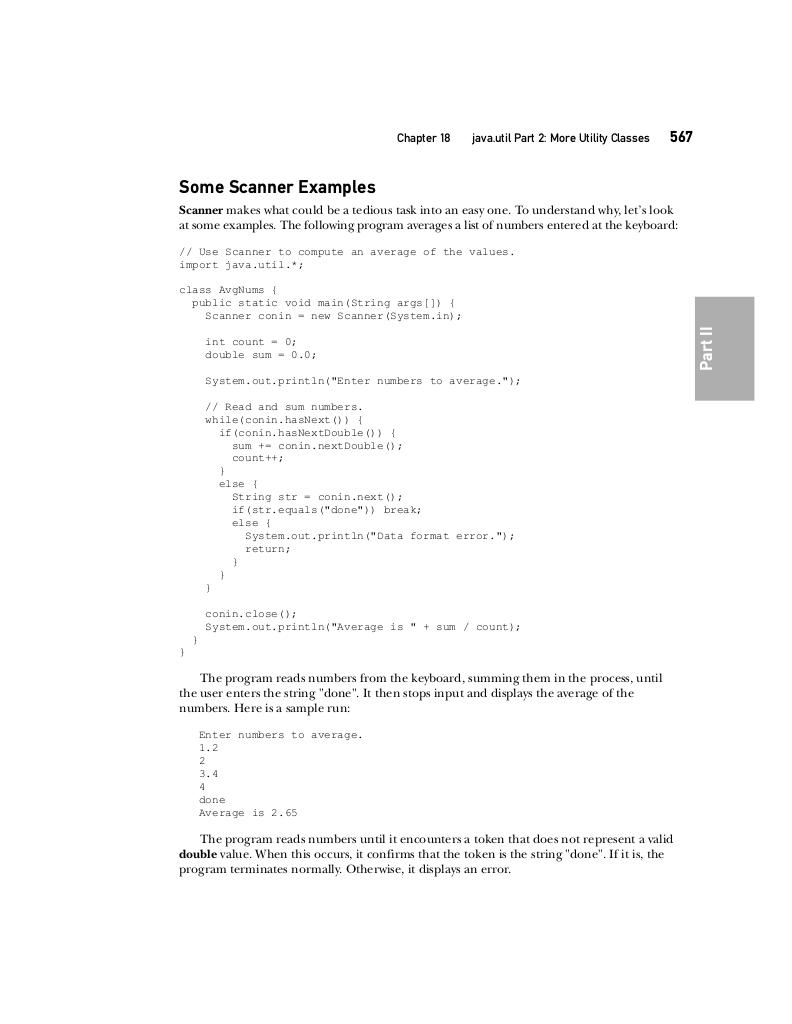 Chapter 18 java.util Part 2: More Utility Classes 567
Some Scanner Examples
Scanner makes what could be a tedious task into an easy one. To understand why, let's look
at some examples. The following program averages a list of numbers entered at the keyboard:
// Use Scanner to compute an average of the values.
import java.util.*;
class AvgNums {
  public static void main(String args[]) {
    Scanner conin = new Scanner(System.in);
    int count = 0;
    double sum = 0.0;
    System.out.println("Enter numbers to average.");
    // Read and sum numbers.
    while(conin.hasNext()) {
      if(conin.hasNextDouble()) {
        sum += conin.nextDouble();
        count++;
      }
      else {
        String str = conin.next();
        if(str.equals("done")) break;
        else {
          System.out.println("Data format error.");
          return;
        }
      }
    }
    conin.close();
    System.out.println("Average is " + sum / count);
  }
}
The program reads numbers from the keyboard, summing them in the process, until
the user enters the string "done". It then stops input and displays the average of the
numbers. Here is a sample run:
Enter numbers to average.
1.2
2
3.4
4
done
Average is 2.65
The program reads numbers until it encounters a token that does not represent a valid
double value. When this occurs, it confirms that the token is the string "done". If it is, the
program terminates normally. Otherwise, it displays an error.
Part II